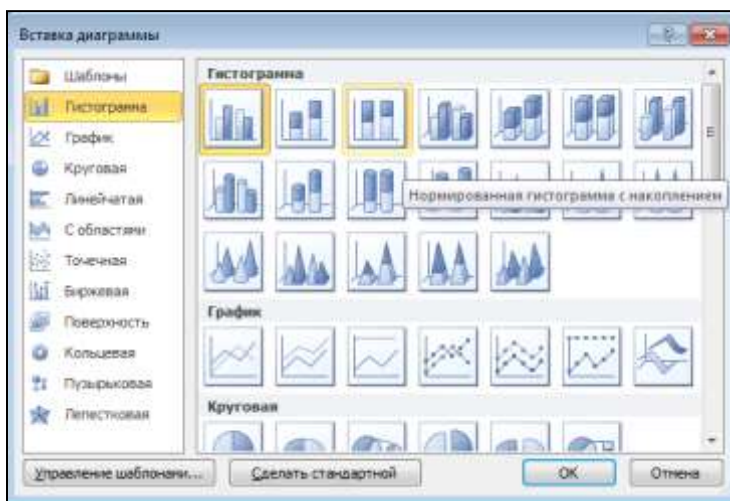 Вставка диаграммы
Шаблоны
Гистограмма
График
Круговая
Линейчатая
С областями
Точечная
Биржевая
Поверхность
Кольцевая
Пузырьковая
Лепестковая
Гистограмма
Нормированная гистограмма с накоплением
График
Круговая
Управление шаблонами...
Сделать стандартной
ОК
Отмена